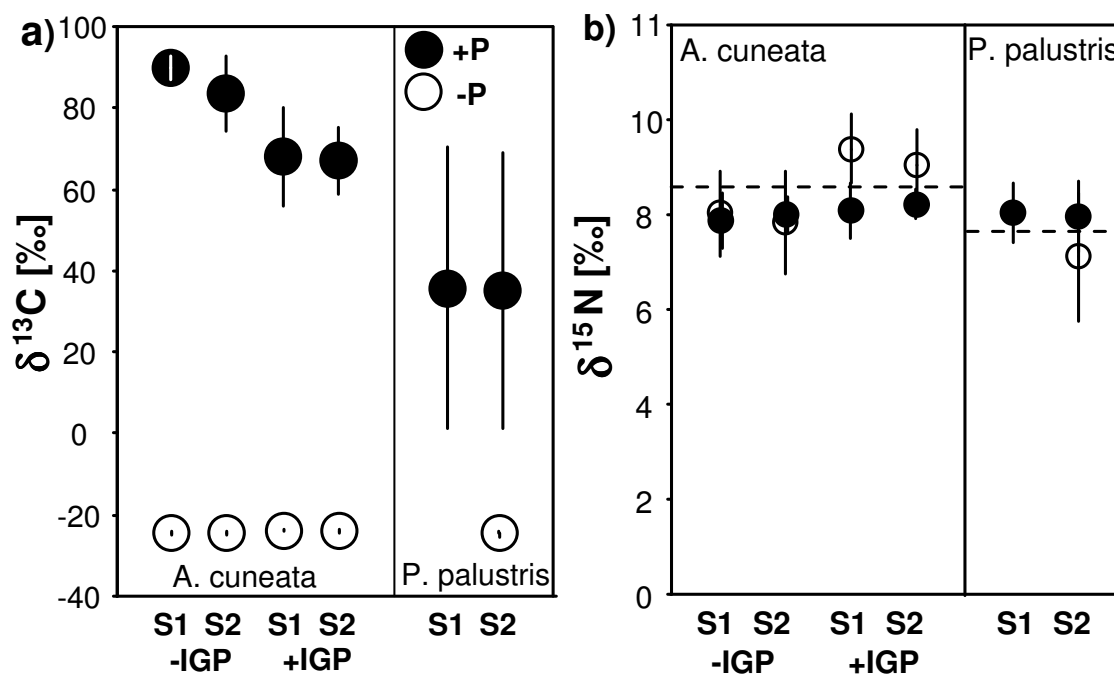 a)
100
80
60
40
20
0
-20
-40
δ¹³C [‰]
+P
-P
A. cuneata
P. palustris
S1 S2 S1 S2 S1 S2
-IGP +IGP
b)
11
10
8
6
4
2
0
δ¹⁵N [‰]
A. cuneata
P. palustris
S1 S2 S1 S2 S1 S2
-IGP +IGP